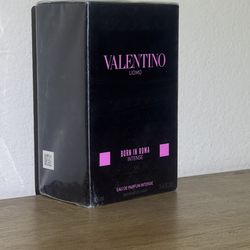 VALENTINO
UOMO
BORN IN ROMA
INTENSE
EAU DE PARFUM INTENSE